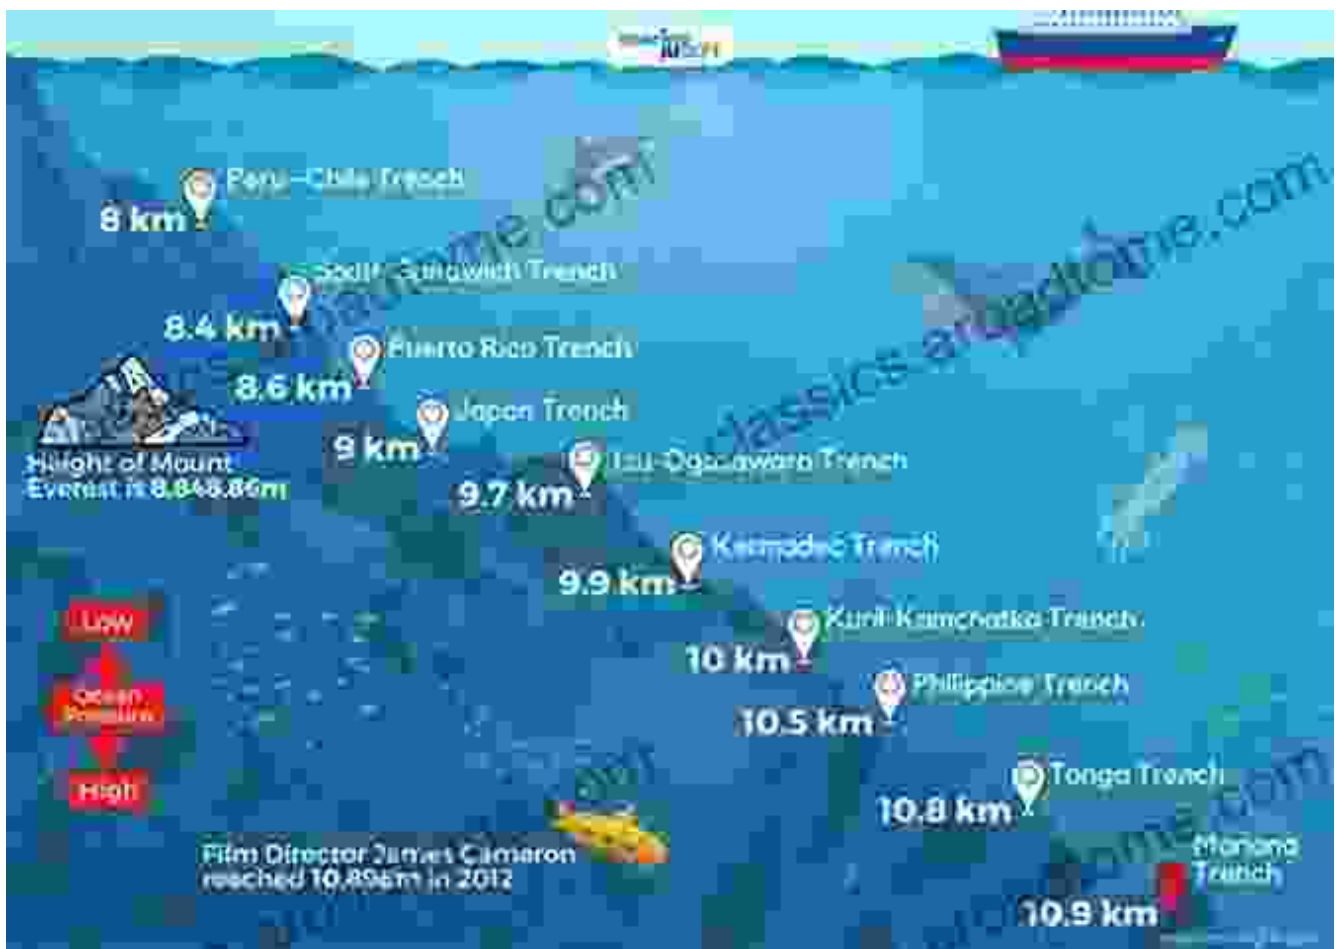 Peru-Chile Trench
8 km
South Sandwich Trench
8.4 km
Puerto Rico Trench
8.6 km
Japan Trench
9 km
Height of Mount
Everest is 8,848.86m
Izu-Ogasawara Trench
9.7 km
Kermadec Trench
9.9 km
Kuril-Kamchatka Trench
10 km
Low
Ocean
Pressure
High
Philippine Trench
10.5 km
Tonga Trench
10.8 km
Film Director James Cameron
reached 10,898m in 2012
Mariana
Trench
10.9 km